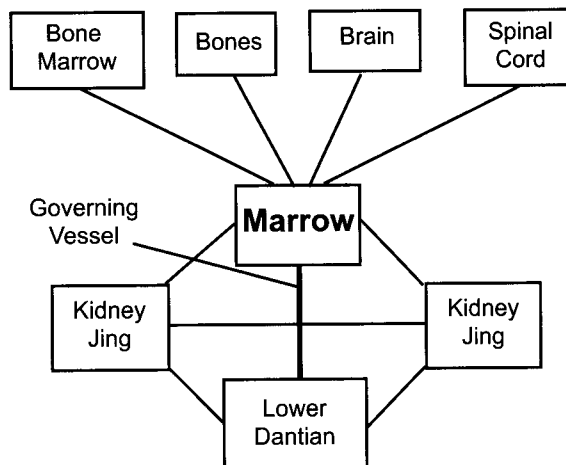 Bone
Marrow
Bones
Brain
Spinal
Cord
Governing
Vessel
Marrow
Kidney
Jing
Kidney
Jing
Lower
Dantian